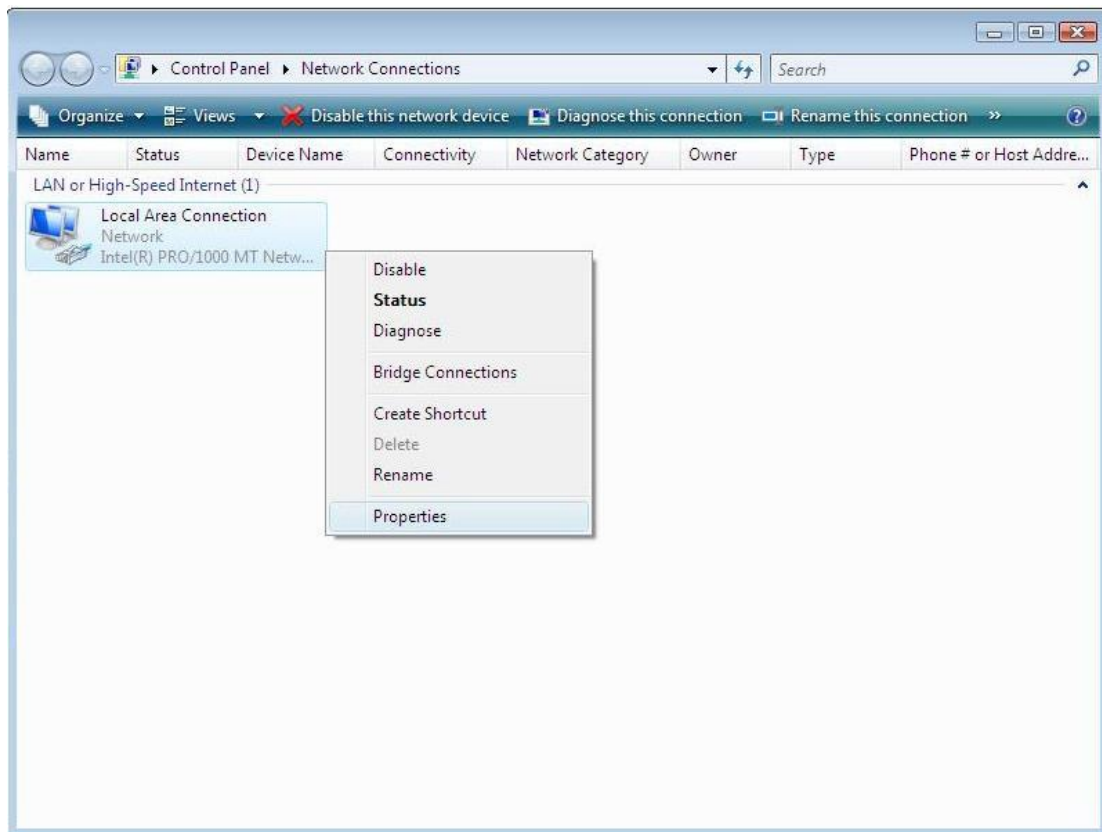 Control Panel Network Connections Search
Organize Views Disable this network device Diagnose this connection Rename this connection »
Name Status Device Name Connectivity Network Category Owner Type Phone # or Host Addre...
LAN or High-Speed Internet (1)
Local Area Connection
Network
Intel(R) PRO/1000 MT Netw...
Disable
Status
Diagnose
Bridge Connections
Create Shortcut
Delete
Rename
Properties